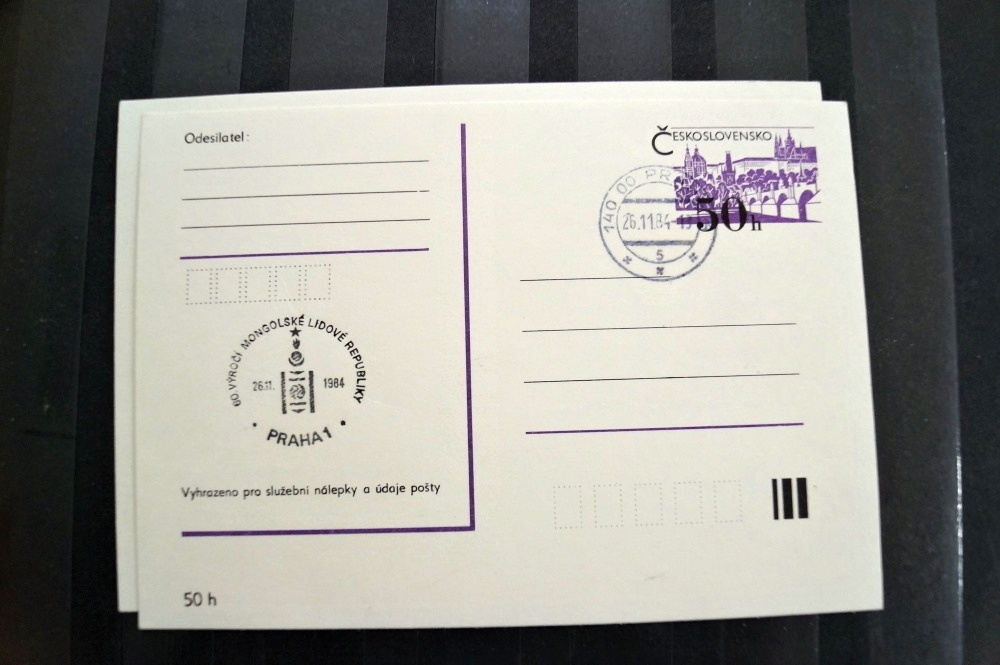 Odesílatel:
ČESKOSLOVENSKO
50h
140 00 PR
26.11.84-
5
60. VÝROČÍ MONGOLSKÉ LIDOVÉ REPUBLIKY
26.11. 1984
PRAHA 1
Vyhrazeno pro služební nálepky a údaje pošty
50 h